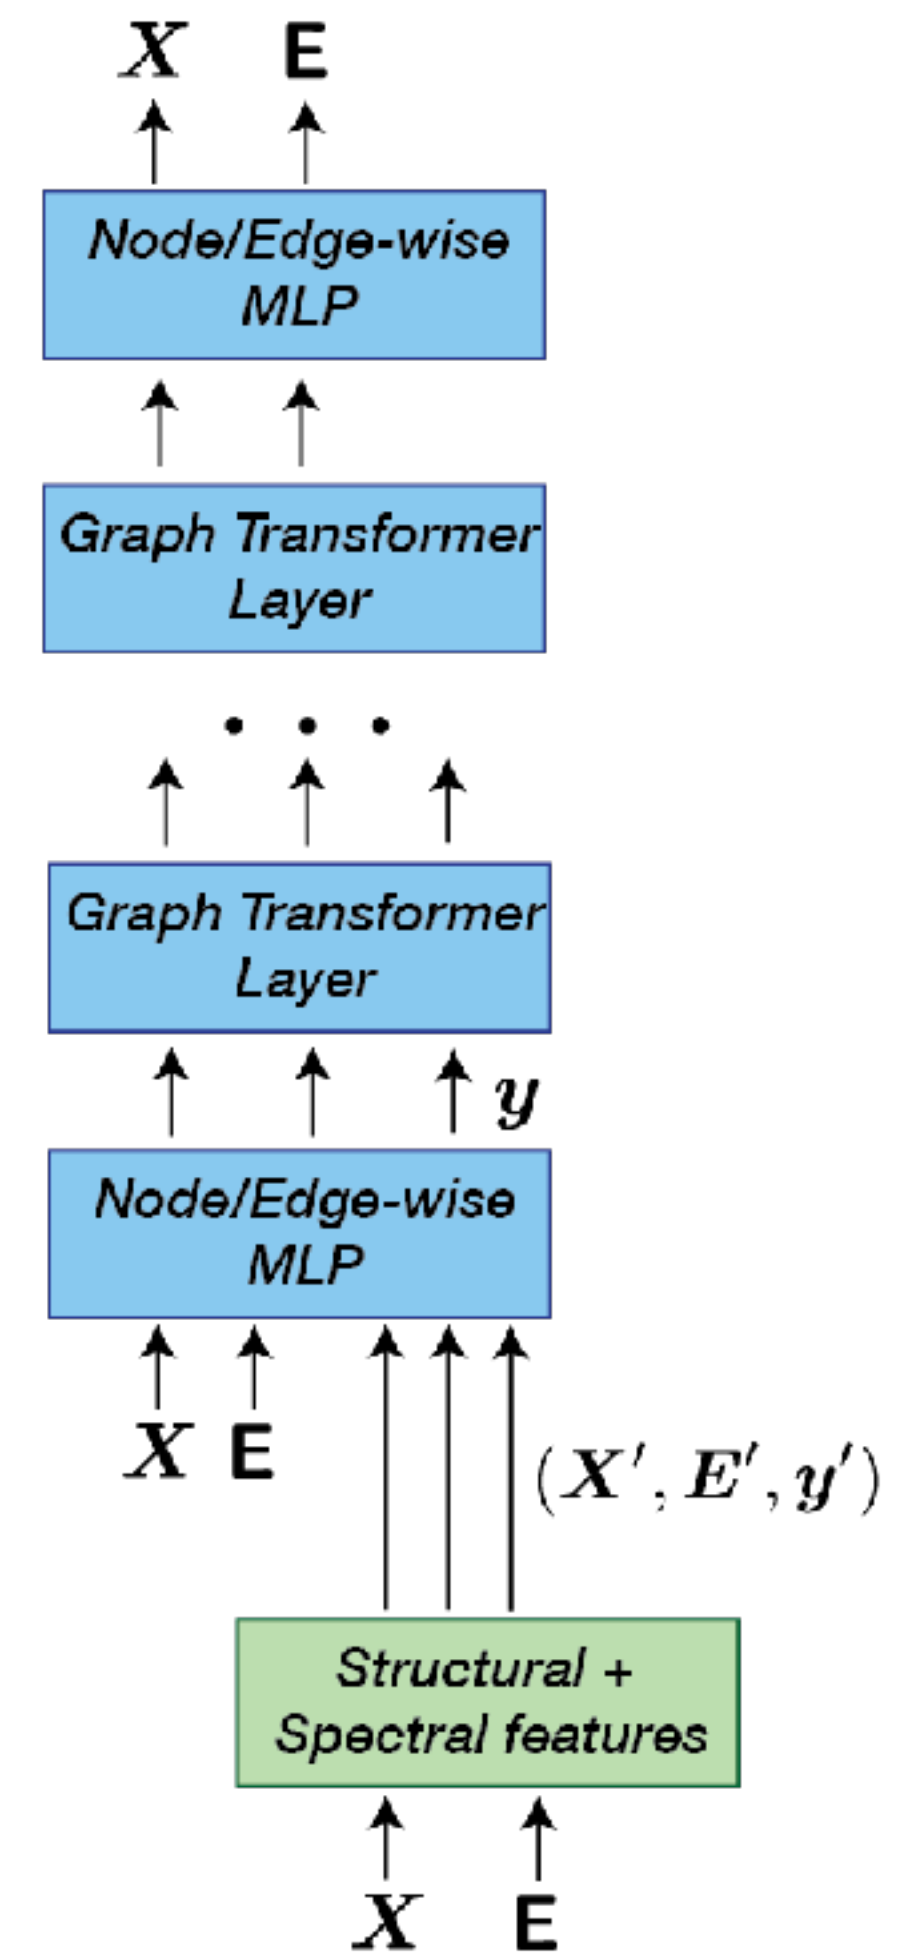 X E
Node/Edge-wise
MLP
Graph Transformer
Layer
. . .
Graph Transformer
Layer
y
Node/Edge-wise
MLP
X E
(X′, E′, y′)
Structural +
Spectral features
X E